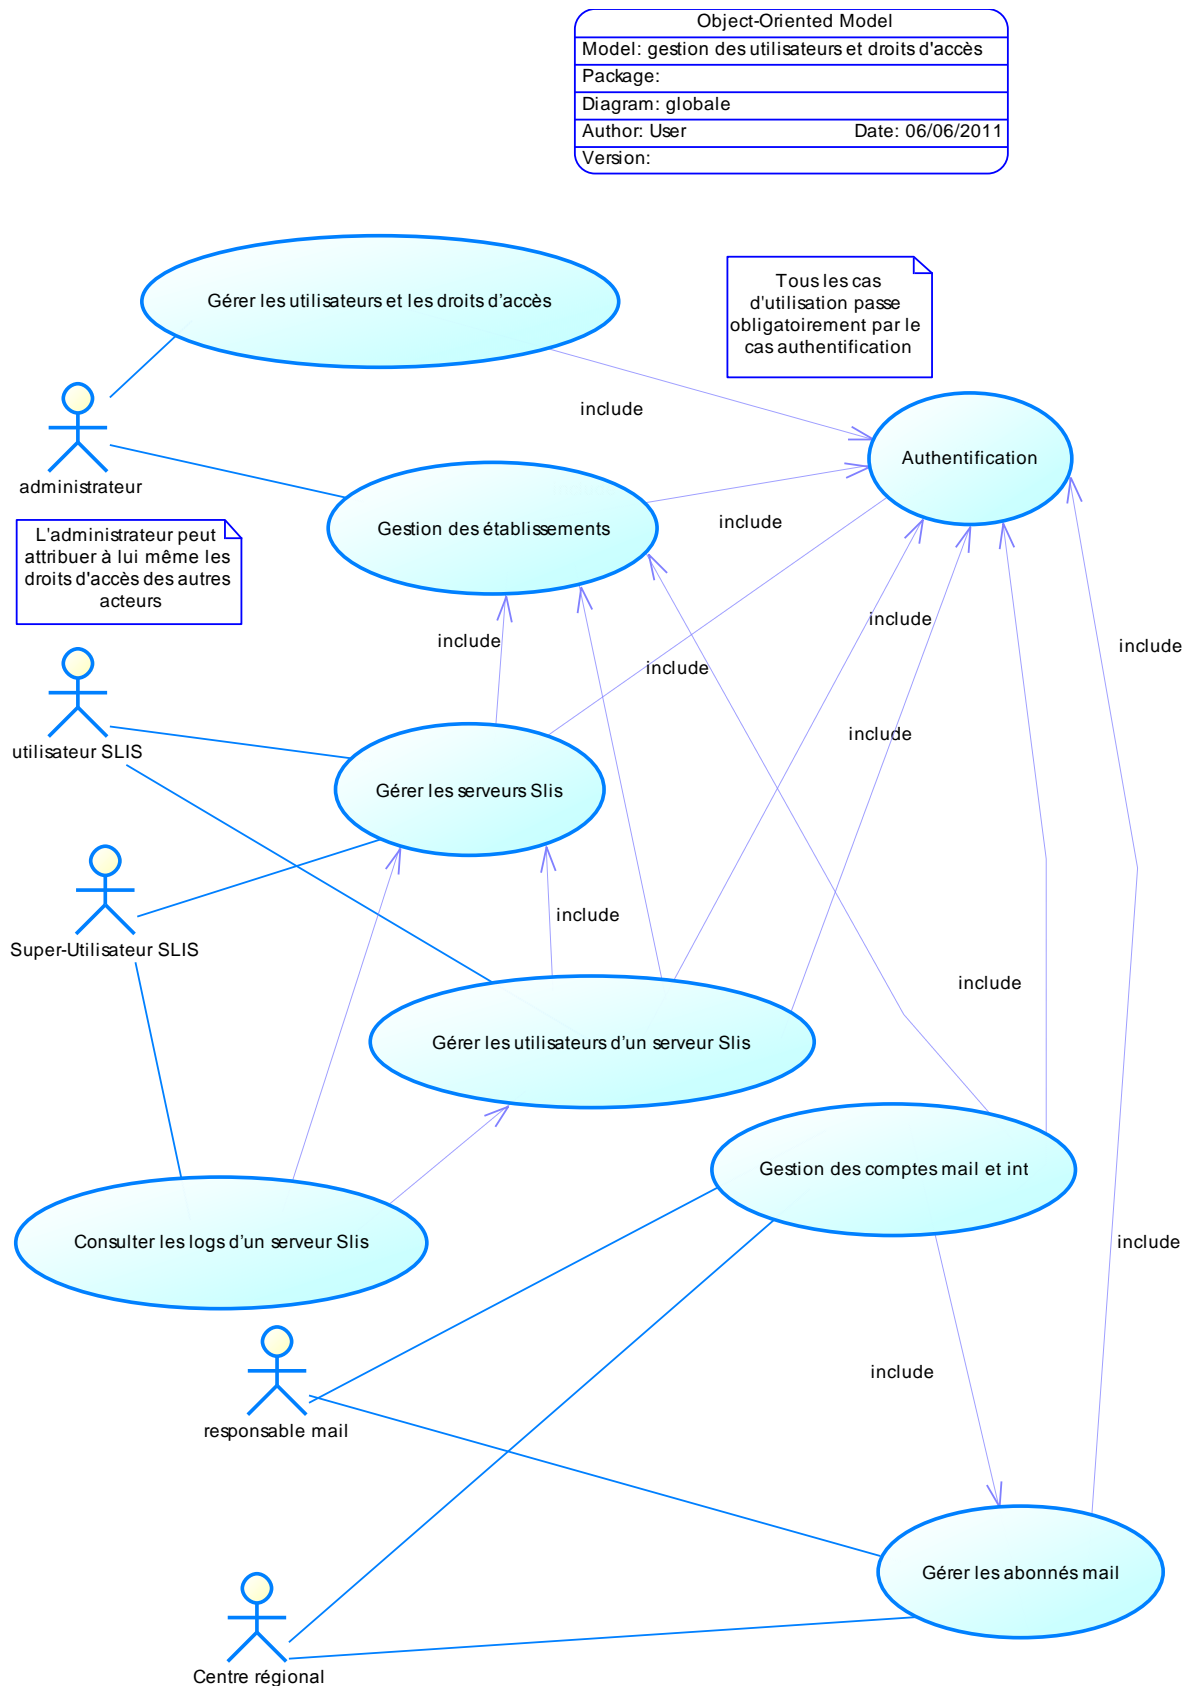 Object-Oriented Model
Model: gestion des utilisateurs et droits d'accès
Package:
Diagram: globale
Author: User Date: 06/06/2011
Version:
Gérer les utilisateurs et les droits d’accès
Tous les cas
d'utilisation passe
obligatoirement par le
cas authentification
include
Authentification
administrateur
include
Gestion des établissements
L'administrateur peut
attribuer à lui même les
droits d'accès des autres
acteurs
include
include
include
include
utilisateur SLIS
include
Gérer les serveurs Slis
include
Super-Utilisateur SLIS
include
Gérer les utilisateurs d’un serveur Slis
Gestion des comptes mail et int
Consulter les logs d’un serveur Slis
include
include
responsable mail
Gérer les abonnés mail
Centre régional